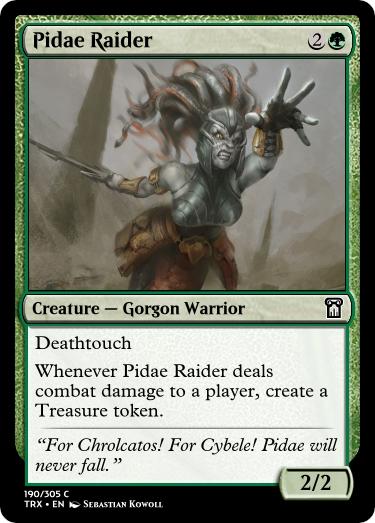 Pidae Raider 2
Creature — Gorgon Warrior
Deathtouch
Whenever Pidae Raider deals
combat damage to a player, create a
Treasure token.
“For Chrolcatos! For Cybele! Pidae will
never fall.”
2/2
190/305 C
TRX • EN Sebastian Kowoll